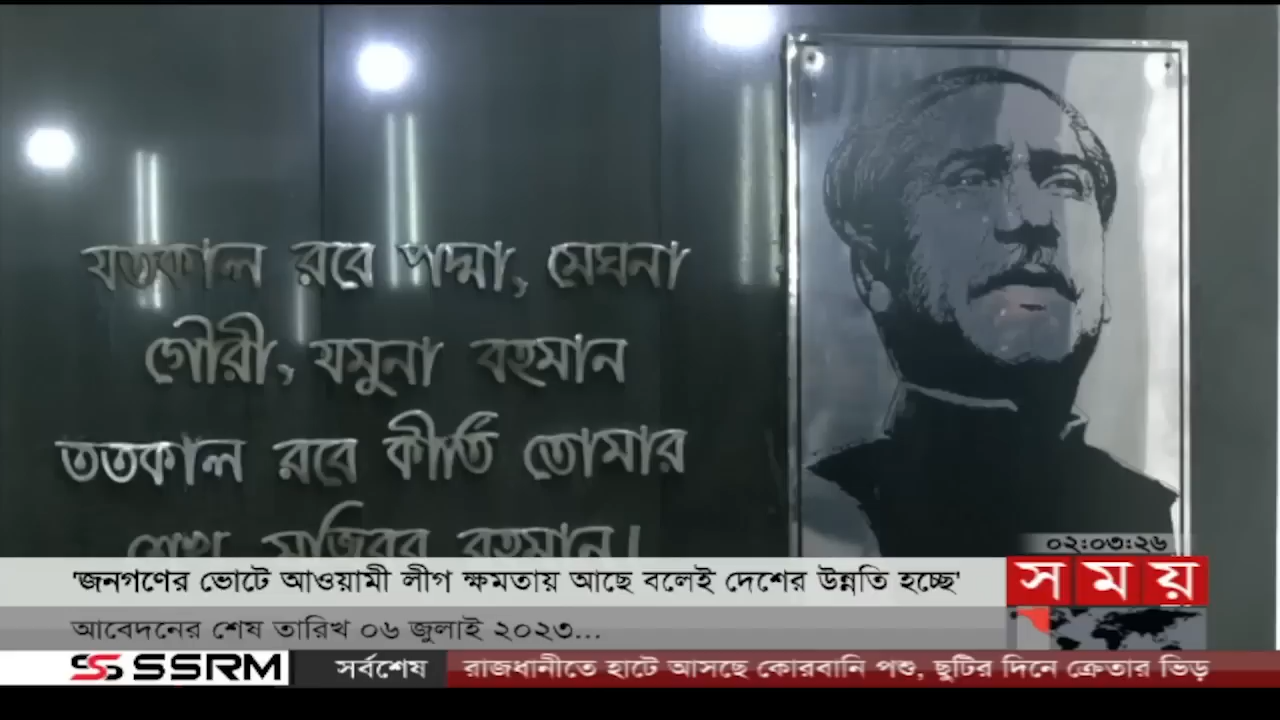 যতকাল রবে পদ্মা, মেঘনা
গৌরী, যমুনা বহমান
ততকাল রবে কীর্তি তোমার
শেখ মুজিবর রহমান।
০২:০৩:২৬
'জনগণের ভোটে আওয়ামী লীগ ক্ষমতায় আছে বলেই দেশের উন্নতি হচ্ছে'
সময়
আবেদনের শেষ তারিখ ০৬ জুলাই ২০২৩...
SSRM
সর্বশেষ
রাজধানীতে হাটে আসছে কোরবানি পশু, ছুটির দিনে ক্রেতার ভিড়